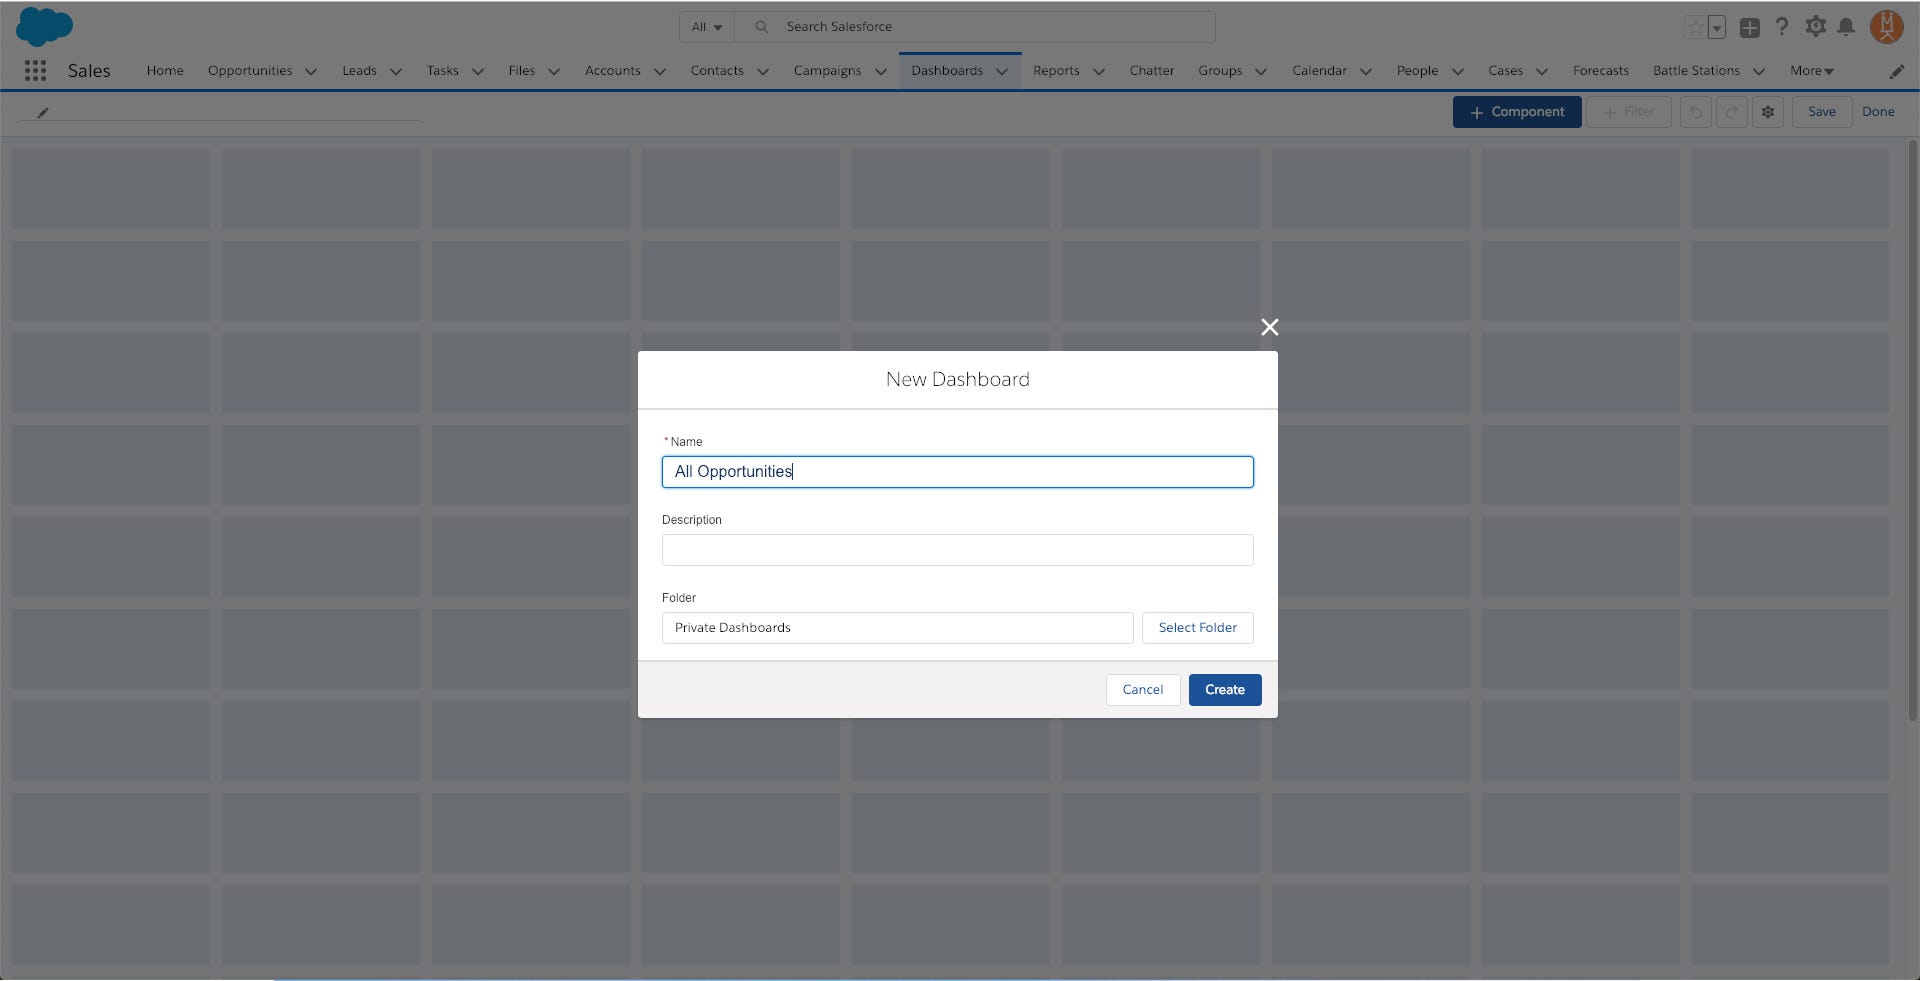 All Search Salesforce
Sales Home Opportunities Leads Tasks Files Accounts Contacts Campaigns Dashboards Reports Chatter Groups Calendar People Cases Forecasts Battle Stations More
+ Component + Filter Save Done
New Dashboard
* Name
All Opportunities
Description
Folder
Private Dashboards Select Folder
Cancel Create